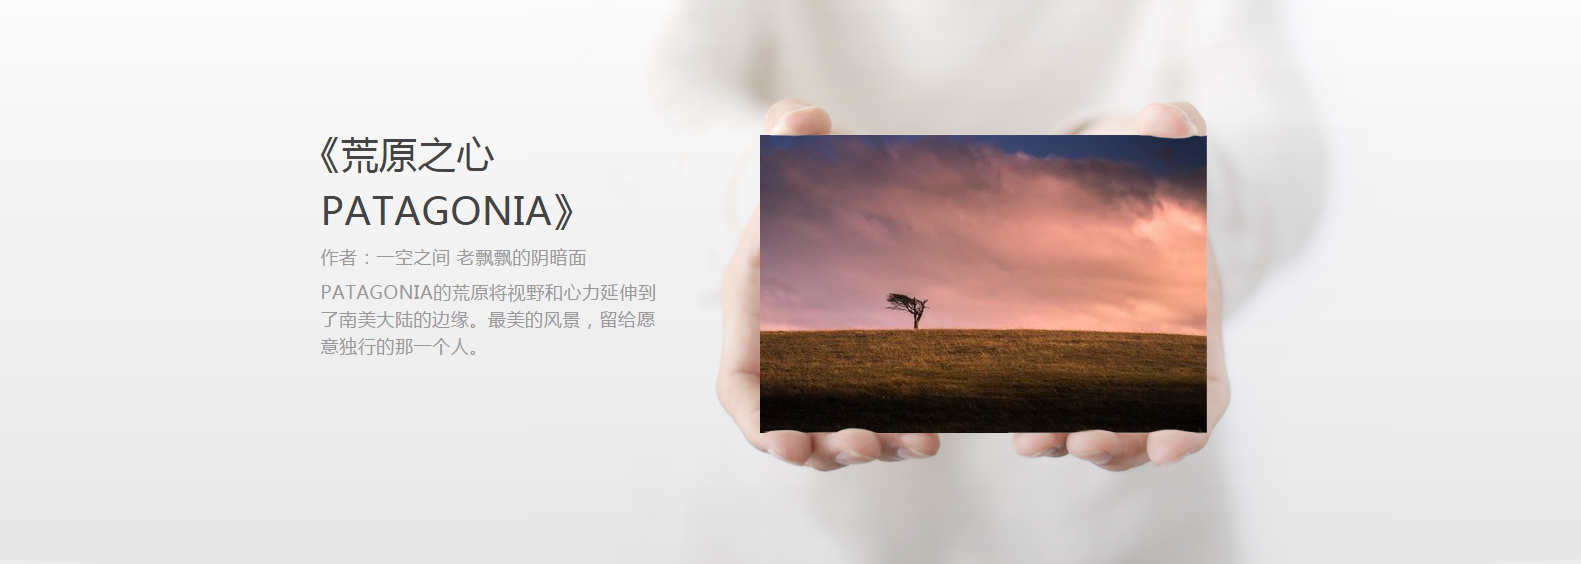 《荒原之心
PATAGONIA》
作者：一空之间 老飘飘的阴暗面
PATAGONIA的荒原将视野和心力延伸到
了南美大陆的边缘。最美的风景，留给愿
意独行的那一个人。